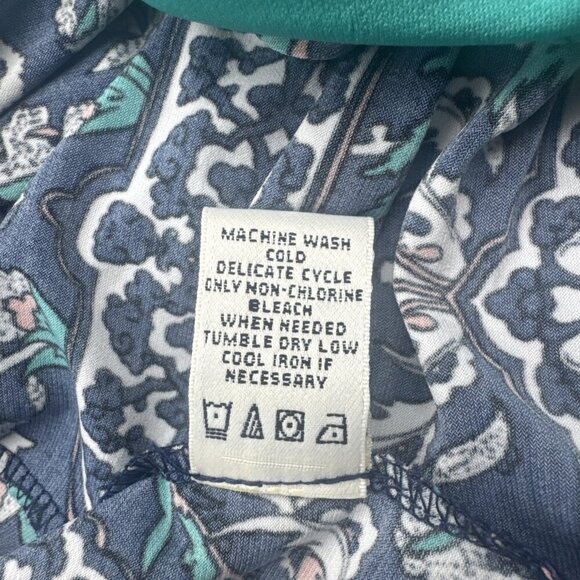 MACHINE WASH
COLD
DELICATE CYCLE
ONLY NON-CHLORINE
BLEACH
WHEN NEEDED
TUMBLE DRY LOW
COOL IRON IF
NECESSARY